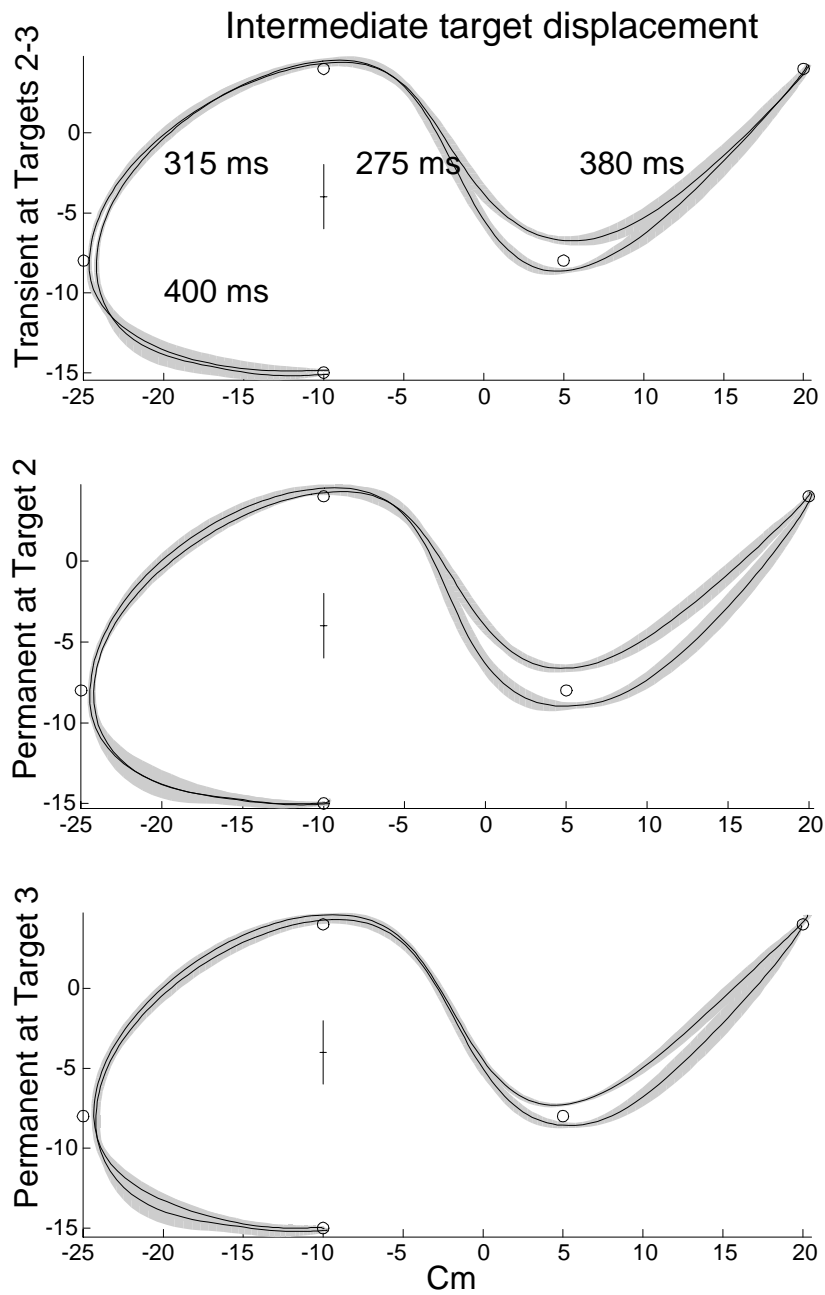 Intermediate target displacement
Transient at Targets 2-3
0
-5
-10
-15
315 ms
275 ms
380 ms
400 ms
-25 -20 -15 -10 -5 0 5 10 15 20
Permanent at Target 2
0
-5
-10
-15
-25 -20 -15 -10 -5 0 5 10 15 20
Permanent at Target 3
0
-5
-10
-15
-25 -20 -15 -10 -5 0 5 10 15 20
Cm